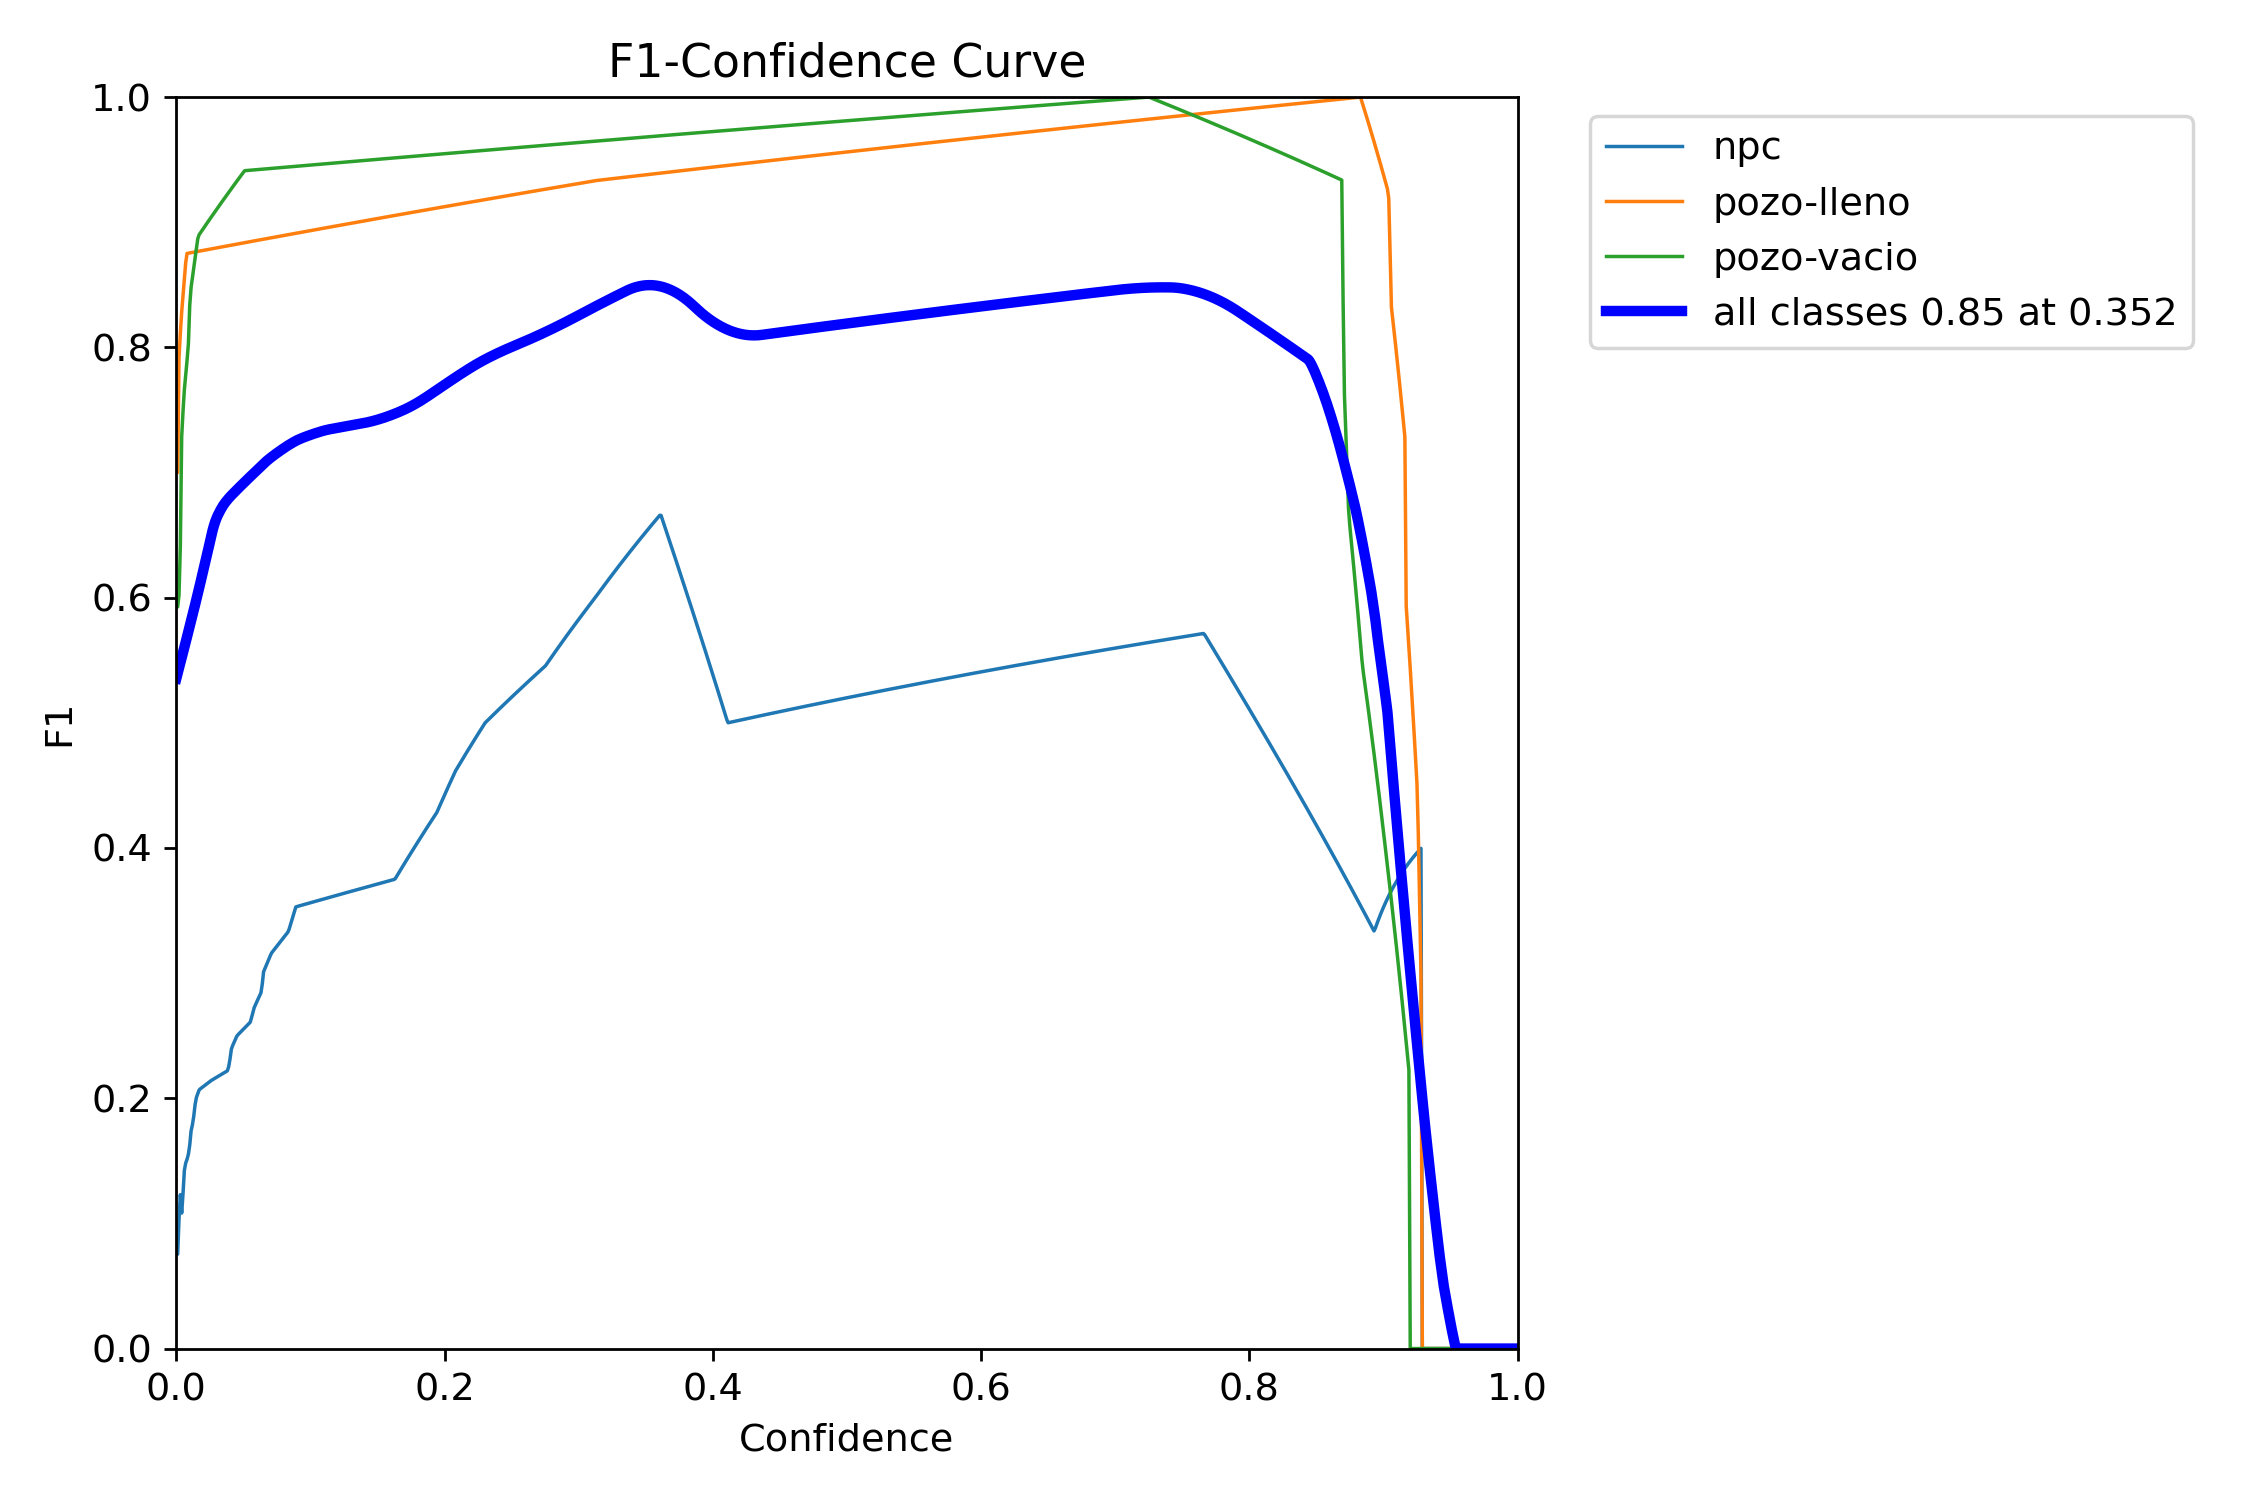 F1-Confidence Curve
1.0
0.8
0.6
0.4
0.2
0.0
F1
0.0 0.2 0.4 0.6 0.8 1.0
Confidence
npc
pozo-lleno
pozo-vacio
all classes 0.85 at 0.352